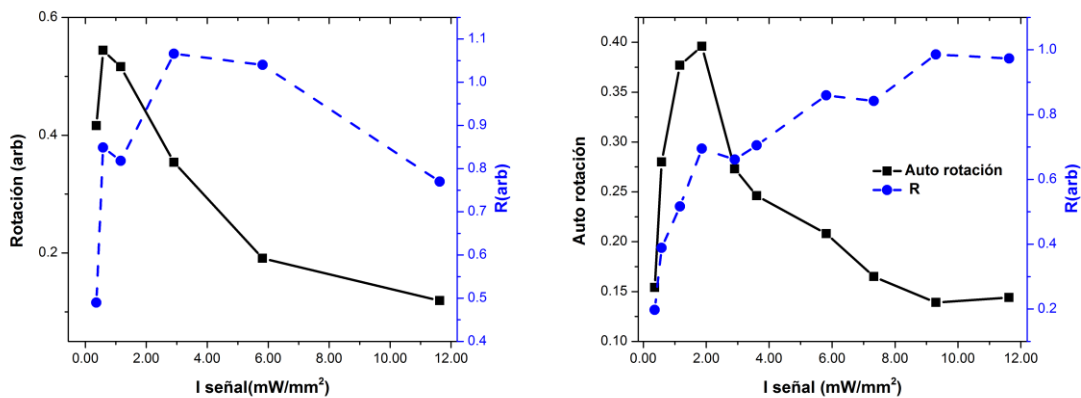 0.6
0.4
0.2
Rotación (arb)
1.1
1.0
0.9
0.8
0.7
0.6
0.5
0.4
R(arb)
0.00 2.00 4.00 6.00 8.00 10.00 12.00
I señal(mW/mm²)
0.40
0.35
0.30
0.25
0.20
0.15
0.10
Auto rotación
Auto rotación
R
1.0
0.8
0.6
0.4
0.2
R(arb)
0.00 2.00 4.00 6.00 8.00 10.00 12.00
I señal (mW/mm²)